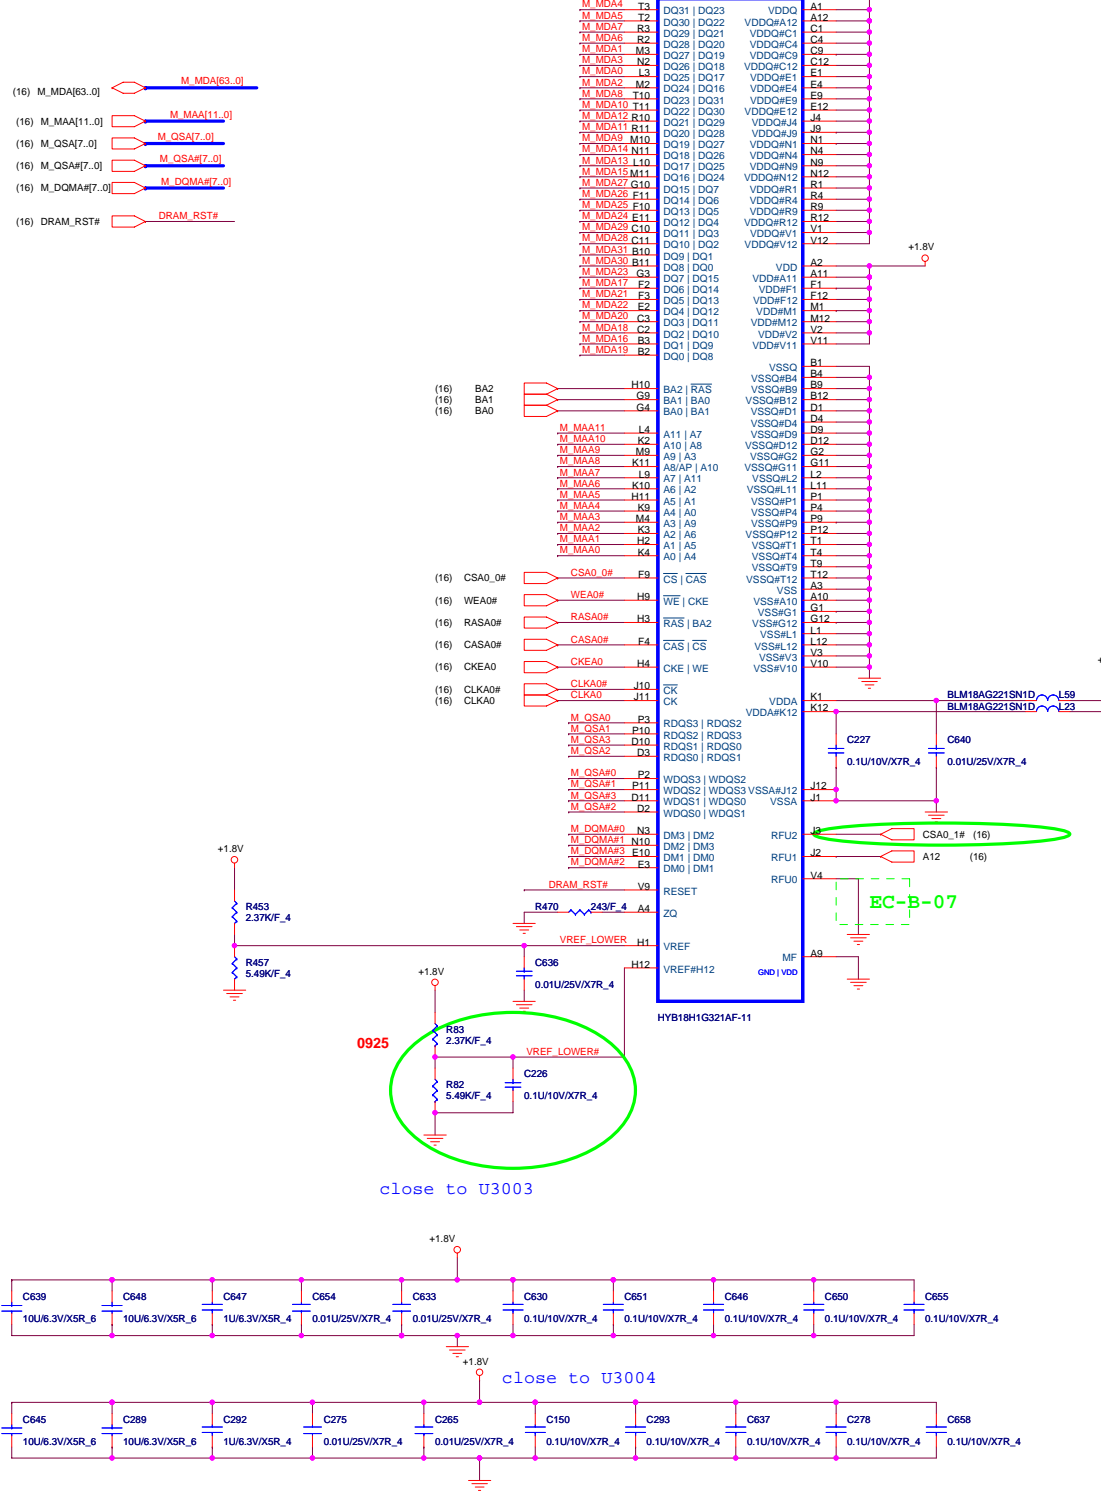 (16) M_MDA[63..0] M_MDA[63..0]
(16) M_MAA[11..0] M_MAA[11..0]
(16) M_QSA[7..0] M_QSA[7..0]
(16) M_QSA#[7..0] M_QSA#[7..0]
(16) M_DQMA#[7..0] M_DQMA#[7..0]
(16) DRAM_RST# DRAM_RST#
M_MDA4 T3 DQ31 | DQ23 VDDQ A1
M_MDA5 T2 DQ30 | DQ22 VDDQ#A12 A12
M_MDA7 R3 DQ29 | DQ21 VDDQ#C1 C1
M_MDA6 R2 DQ28 | DQ20 VDDQ#C4 C4
M_MDA1 M3 DQ27 | DQ19 VDDQ#C9 C9
M_MDA3 N2 DQ26 | DQ18 VDDQ#C12 C12
M_MDA0 L3 DQ25 | DQ17 VDDQ#E1 E1
M_MDA2 M2 DQ24 | DQ16 VDDQ#E4 E4
M_MDA8 T10 DQ23 | DQ31 VDDQ#E9 E9
M_MDA10 T11 DQ22 | DQ30 VDDQ#E12 E12
M_MDA12 R10 DQ21 | DQ29 VDDQ#J4 J4
M_MDA11 R11 DQ20 | DQ28 VDDQ#J9 J9
M_MDA9 M10 DQ19 | DQ27 VDDQ#N1 N1
M_MDA14 N11 DQ18 | DQ26 VDDQ#N4 N4
M_MDA13 L10 DQ17 | DQ25 VDDQ#N9 N9
M_MDA15 M11 DQ16 | DQ24 VDDQ#N12 N12
M_MDA27 G10 DQ15 | DQ7 VDDQ#R1 R1
M_MDA26 F11 DQ14 | DQ6 VDDQ#R4 R4
M_MDA25 F10 DQ13 | DQ5 VDDQ#R9 R9
M_MDA24 E11 DQ12 | DQ4 VDDQ#R12 R12
M_MDA29 C10 DQ11 | DQ3 VDDQ#V1 V1
M_MDA28 C11 DQ10 | DQ2 VDDQ#V12 V12
M_MDA31 B10 DQ9 | DQ1 +1.8V
M_MDA30 B11 DQ8 | DQ0 VDD A2
M_MDA23 G3 DQ7 | DQ15 VDD#A11 A11
M_MDA17 F2 DQ6 | DQ14 VDD#F1 F1
M_MDA21 F3 DQ5 | DQ13 VDD#F12 F12
M_MDA22 E2 DQ4 | DQ12 VDD#M1 M1
M_MDA20 C3 DQ3 | DQ11 VDD#M12 M12
M_MDA18 C2 DQ2 | DQ10 VDD#V2 V2
M_MDA16 B3 DQ1 | DQ9 VDD#V11 V11
M_MDA19 B2 DQ0 | DQ8
VSSQ B1
VSSQ#B4 B4
(16) BA2 H10 BA2 | RAS VSSQ#B9 B9
(16) BA1 G9 BA1 | BA0 VSSQ#B12 B12
(16) BA0 G4 BA0 | BA1 VSSQ#D1 D1
VSSQ#D4 D4
M_MAA11 L4 A11 | A7 VSSQ#D9 D9
M_MAA10 K2 A10 | A8 VSSQ#D12 D12
M_MAA9 M9 A9 | A3 VSSQ#G2 G2
M_MAA8 K11 A8/AP | A10 VSSQ#G11 G11
M_MAA7 L9 A7 | A11 VSSQ#L2 L2
M_MAA6 K10 A6 | A2 VSSQ#L11 L11
M_MAA5 H11 A5 | A1 VSSQ#P1 P1
M_MAA4 K9 A4 | A0 VSSQ#P4 P4
M_MAA3 M4 A3 | A9 VSSQ#P9 P9
M_MAA2 K3 A2 | A6 VSSQ#P12 P12
M_MAA1 H2 A1 | A5 VSSQ#T1 T1
M_MAA0 K4 A0 | A4 VSSQ#T4 T4
VSSQ#T9 T9
(16) CSA0_0# CSA0_0# F9 CS | CAS VSSQ#T12 T12
VSS A3
(16) WEA0# WEA0# H9 WE | CKE VSS#A10 A10
VSS#G1 G1
(16) RASA0# RASA0# H3 RAS | BA2 VSS#G12 G12
VSS#L1 L1
(16) CASA0# CASA0# F4 CAS | CS VSS#L12 L12
VSS#V3 V3
(16) CKEA0 CKEA0 H4 CKE | WE VSS#V10 V10
(16) CLKA0# CLKA0# J10 CK
(16) CLKA0 CLKA0 J11 CK VDDA K1 BLM18AG221SN1D L59
VDDA#K12 K12 BLM18AG221SN1D L23
M_QSA0 P3 RDQS3 | RDQS2
M_QSA1 P10 RDQS2 | RDQS3
M_QSA3 D10 RDQS1 | RDQS0
M_QSA2 D3 RDQS0 | RDQS1
C227 0.1U/10V/X7R_4
C640 0.01U/25V/X7R_4
M_QSA#0 P2 WDQS3 | WDQS2
M_QSA#1 P11 WDQS2 | WDQS3 VSSA#J12 J12
M_QSA#3 D11 WDQS1 | WDQS0 VSSA J1
M_QSA#2 D2 WDQS0 | WDQS1
M_DQMA#0 N3 DM3 | DM2 RFU2 J3 CSA0_1# (16)
M_DQMA#1 N10 DM2 | DM3
M_DQMA#3 E10 DM1 | DM0 RFU1 J2 A12 (16)
M_DQMA#2 E3 DM0 | DM1
RFU0 V4
DRAM_RST# V9 RESET
EC-B-07
R470 243/F_4 A4 ZQ
+1.8V
R453
2.37K/F_4
VREF_LOWER H1 VREF
R457
5.49K/F_4
MF A9
GND | VDD
H12 VREF#H12
C636
0.01U/25V/X7R_4
+1.8V
HYB18H1G321AF-11
0925
R83
2.37K/F_4
VREF_LOWER#
R82
5.49K/F_4
C226
0.1U/10V/X7R_4
close to U3003
+1.8V
C639 C648 C647 C654 C633 C630 C651 C646 C650 C655
10U/6.3V/X5R_6 10U/6.3V/X5R_6 1U/6.3V/X5R_4 0.01U/25V/X7R_4 0.01U/25V/X7R_4 0.1U/10V/X7R_4 0.1U/10V/X7R_4 0.1U/10V/X7R_4 0.1U/10V/X7R_4 0.1U/10V/X7R_4
+1.8V
close to U3004
C645 C289 C292 C275 C265 C150 C293 C637 C278 C658
10U/6.3V/X5R_6 10U/6.3V/X5R_6 1U/6.3V/X5R_4 0.01U/25V/X7R_4 0.01U/25V/X7R_4 0.1U/10V/X7R_4 0.1U/10V/X7R_4 0.1U/10V/X7R_4 0.1U/10V/X7R_4 0.1U/10V/X7R_4